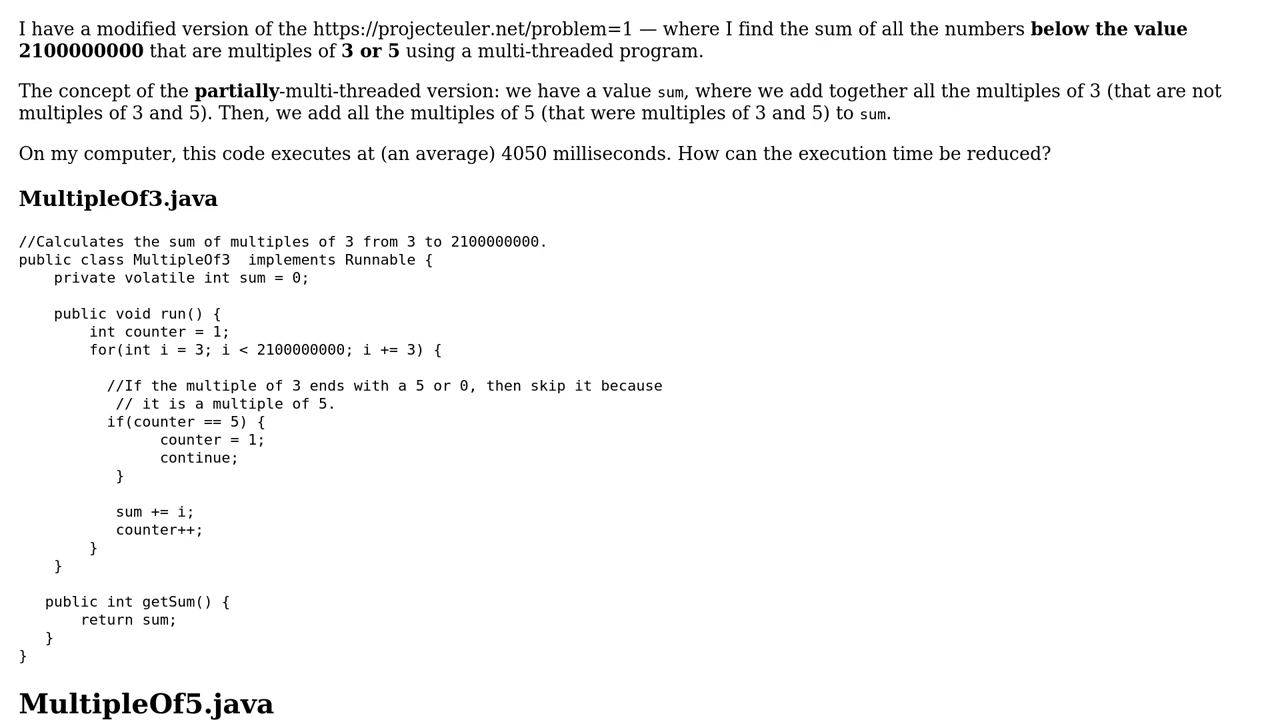 I have a modified version of the https://projecteuler.net/problem=1 — where I find the sum of all the numbers below the value
2100000000 that are multiples of 3 or 5 using a multi-threaded program.
The concept of the partially-multi-threaded version: we have a value sum, where we add together all the multiples of 3 (that are not
multiples of 3 and 5). Then, we add all the multiples of 5 (that were multiples of 3 and 5) to sum.
On my computer, this code executes at (an average) 4050 milliseconds. How can the execution time be reduced?
MultipleOf3.java
//Calculates the sum of multiples of 3 from 3 to 2100000000.
public class MultipleOf3  implements Runnable {
    private volatile int sum = 0;
    public void run() {
        int counter = 1;
        for(int i = 3; i < 2100000000; i += 3) {
          //If the multiple of 3 ends with a 5 or 0, then skip it because
           // it is a multiple of 5.
          if(counter == 5) {
                counter = 1;
                continue;
           }
           sum += i;
           counter++;
        }
    }
   public int getSum() {
       return sum;
   }
}
MultipleOf5.java